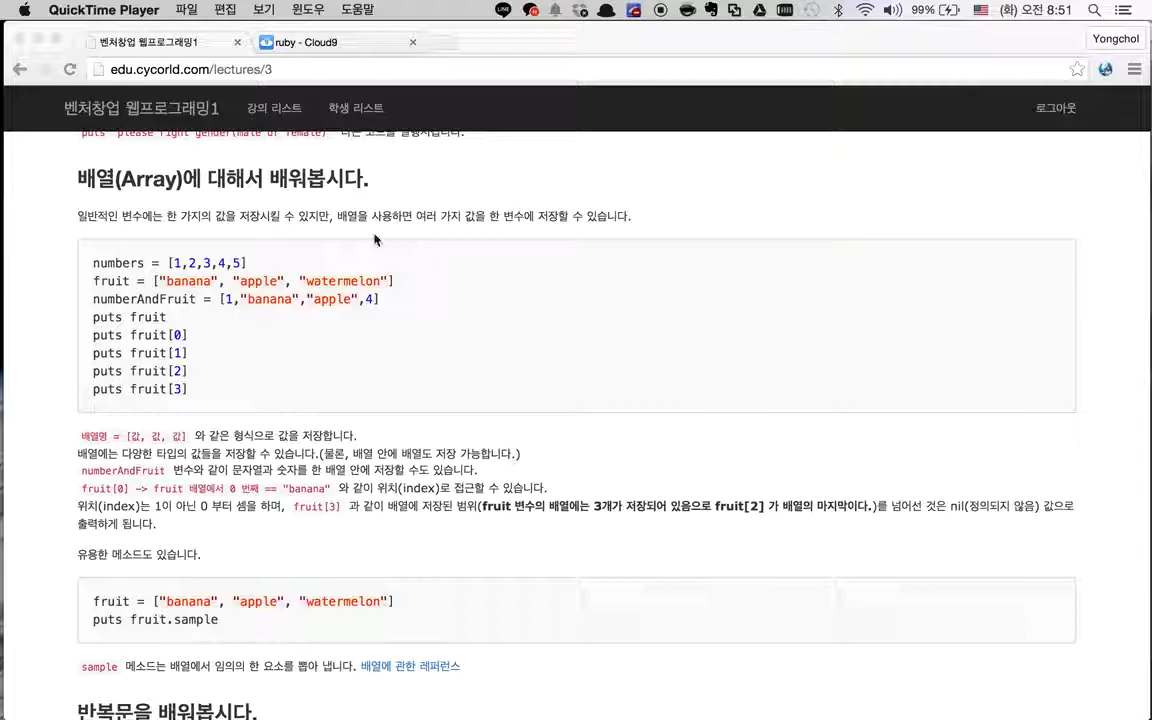 QuickTime Player 파일 편집 보기 윈도우 도움말 99% (화) 오전 8:51
벤처창업 웹프로그래밍1 ruby - Cloud9 Yongchol
edu.cycorld.com/lectures/3
벤처창업 웹프로그래밍1 강의 리스트 학생 리스트 로그아웃
배열(Array)에 대해서 배워봅시다.
일반적인 변수에는 한 가지의 값을 저장시킬 수 있지만, 배열을 사용하면 여러 가지 값을 한 변수에 저장할 수 있습니다.
numbers = [1,2,3,4,5]
fruit = ["banana", "apple", "watermelon"]
numberAndFruit = [1,"banana","apple",4]
puts fruit
puts fruit[0]
puts fruit[1]
puts fruit[2]
puts fruit[3]
배열명 = [값, 값, 값] 와 같은 형식으로 값을 저장합니다.
배열에는 다양한 타입의 값들을 저장할 수 있습니다.(물론, 배열 안에 배열도 저장 가능합니다.)
numberAndFruit 변수와 같이 문자열과 숫자를 한 배열 안에 저장할 수도 있습니다.
fruit[0] -> fruit 배열에서 0 번째 == "banana" 와 같이 위치(index)로 접근할 수 있습니다.
위치(index)는 1이 아닌 0 부터 셈을 하며, fruit[3] 과 같이 배열에 저장된 범위(fruit 변수의 배열에는 3개가 저장되어 있음으로 fruit[2] 가 배열의 마지막이다.)를 넘어선 것은 nil(정의되지 않음) 값으로
출력하게 됩니다.
유용한 메소드도 있습니다.
fruit = ["banana", "apple", "watermelon"]
puts fruit.sample
sample 메소드는 배열에서 임의의 한 요소를 뽑아 냅니다. 배열에 관한 레퍼런스
반복문을 배워봅시다.